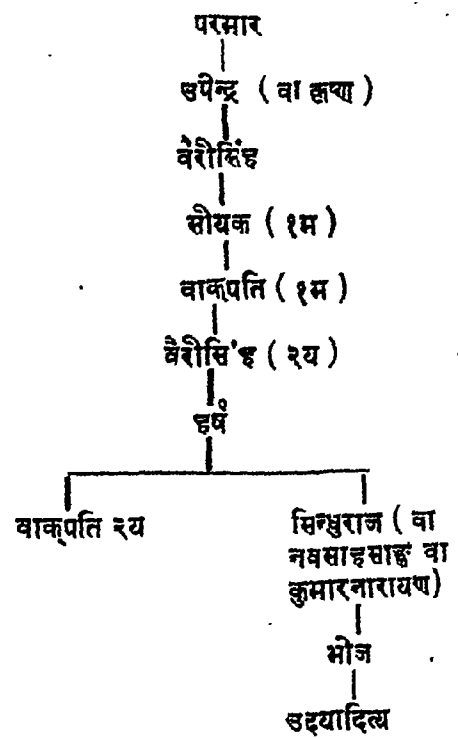 परमार
उपेन्द्र ( वा कृष्ण )
वैरीसिंह
सीयक ( १म )
वाक्पति ( १म )
वैरीसिंह ( २य )
हर्ष
वाक्पति २य
सिन्धुराज ( वा
नवसाहसाङ्क वा
कुमारनारायण)
भोज
उदयादित्य